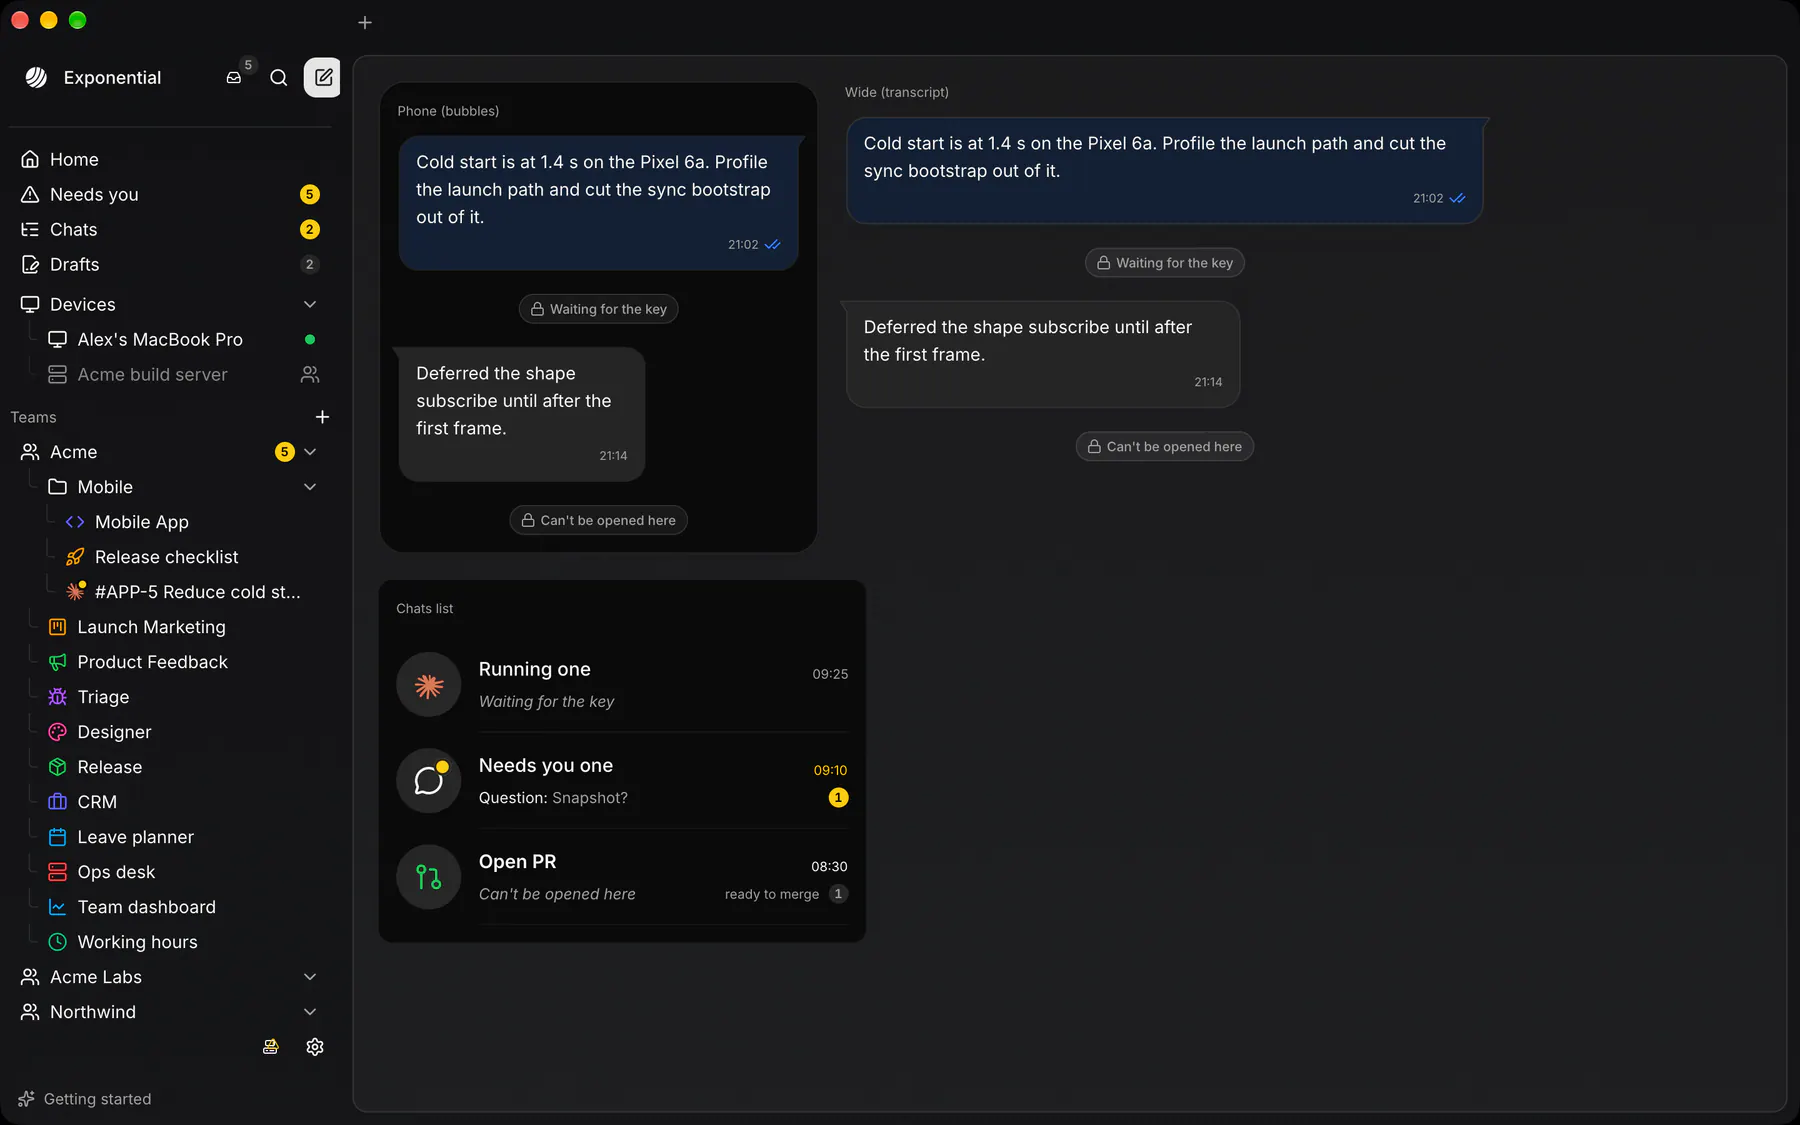 Exponential
5
Home
Needs you
5
Chats
2
Drafts
2
Devices
Alex's MacBook Pro
Acme build server
Teams
Acme
5
Mobile
Mobile App
Release checklist
#APP-5 Reduce cold st...
Launch Marketing
Product Feedback
Triage
Designer
Release
CRM
Leave planner
Ops desk
Team dashboard
Working hours
Acme Labs
Northwind
Getting started
Phone (bubbles)
Cold start is at 1.4 s on the Pixel 6a. Profile
the launch path and cut the sync bootstrap
out of it.
21:02
Waiting for the key
Deferred the shape
subscribe until after the
first frame.
21:14
Can't be opened here
Wide (transcript)
Cold start is at 1.4 s on the Pixel 6a. Profile the launch path and cut the
sync bootstrap out of it.
21:02
Waiting for the key
Deferred the shape subscribe until after
the first frame.
21:14
Can't be opened here
Chats list
Running one
09:25
Waiting for the key
Needs you one
09:10
Question: Snapshot?
1
Open PR
08:30
Can't be opened here
ready to merge 1